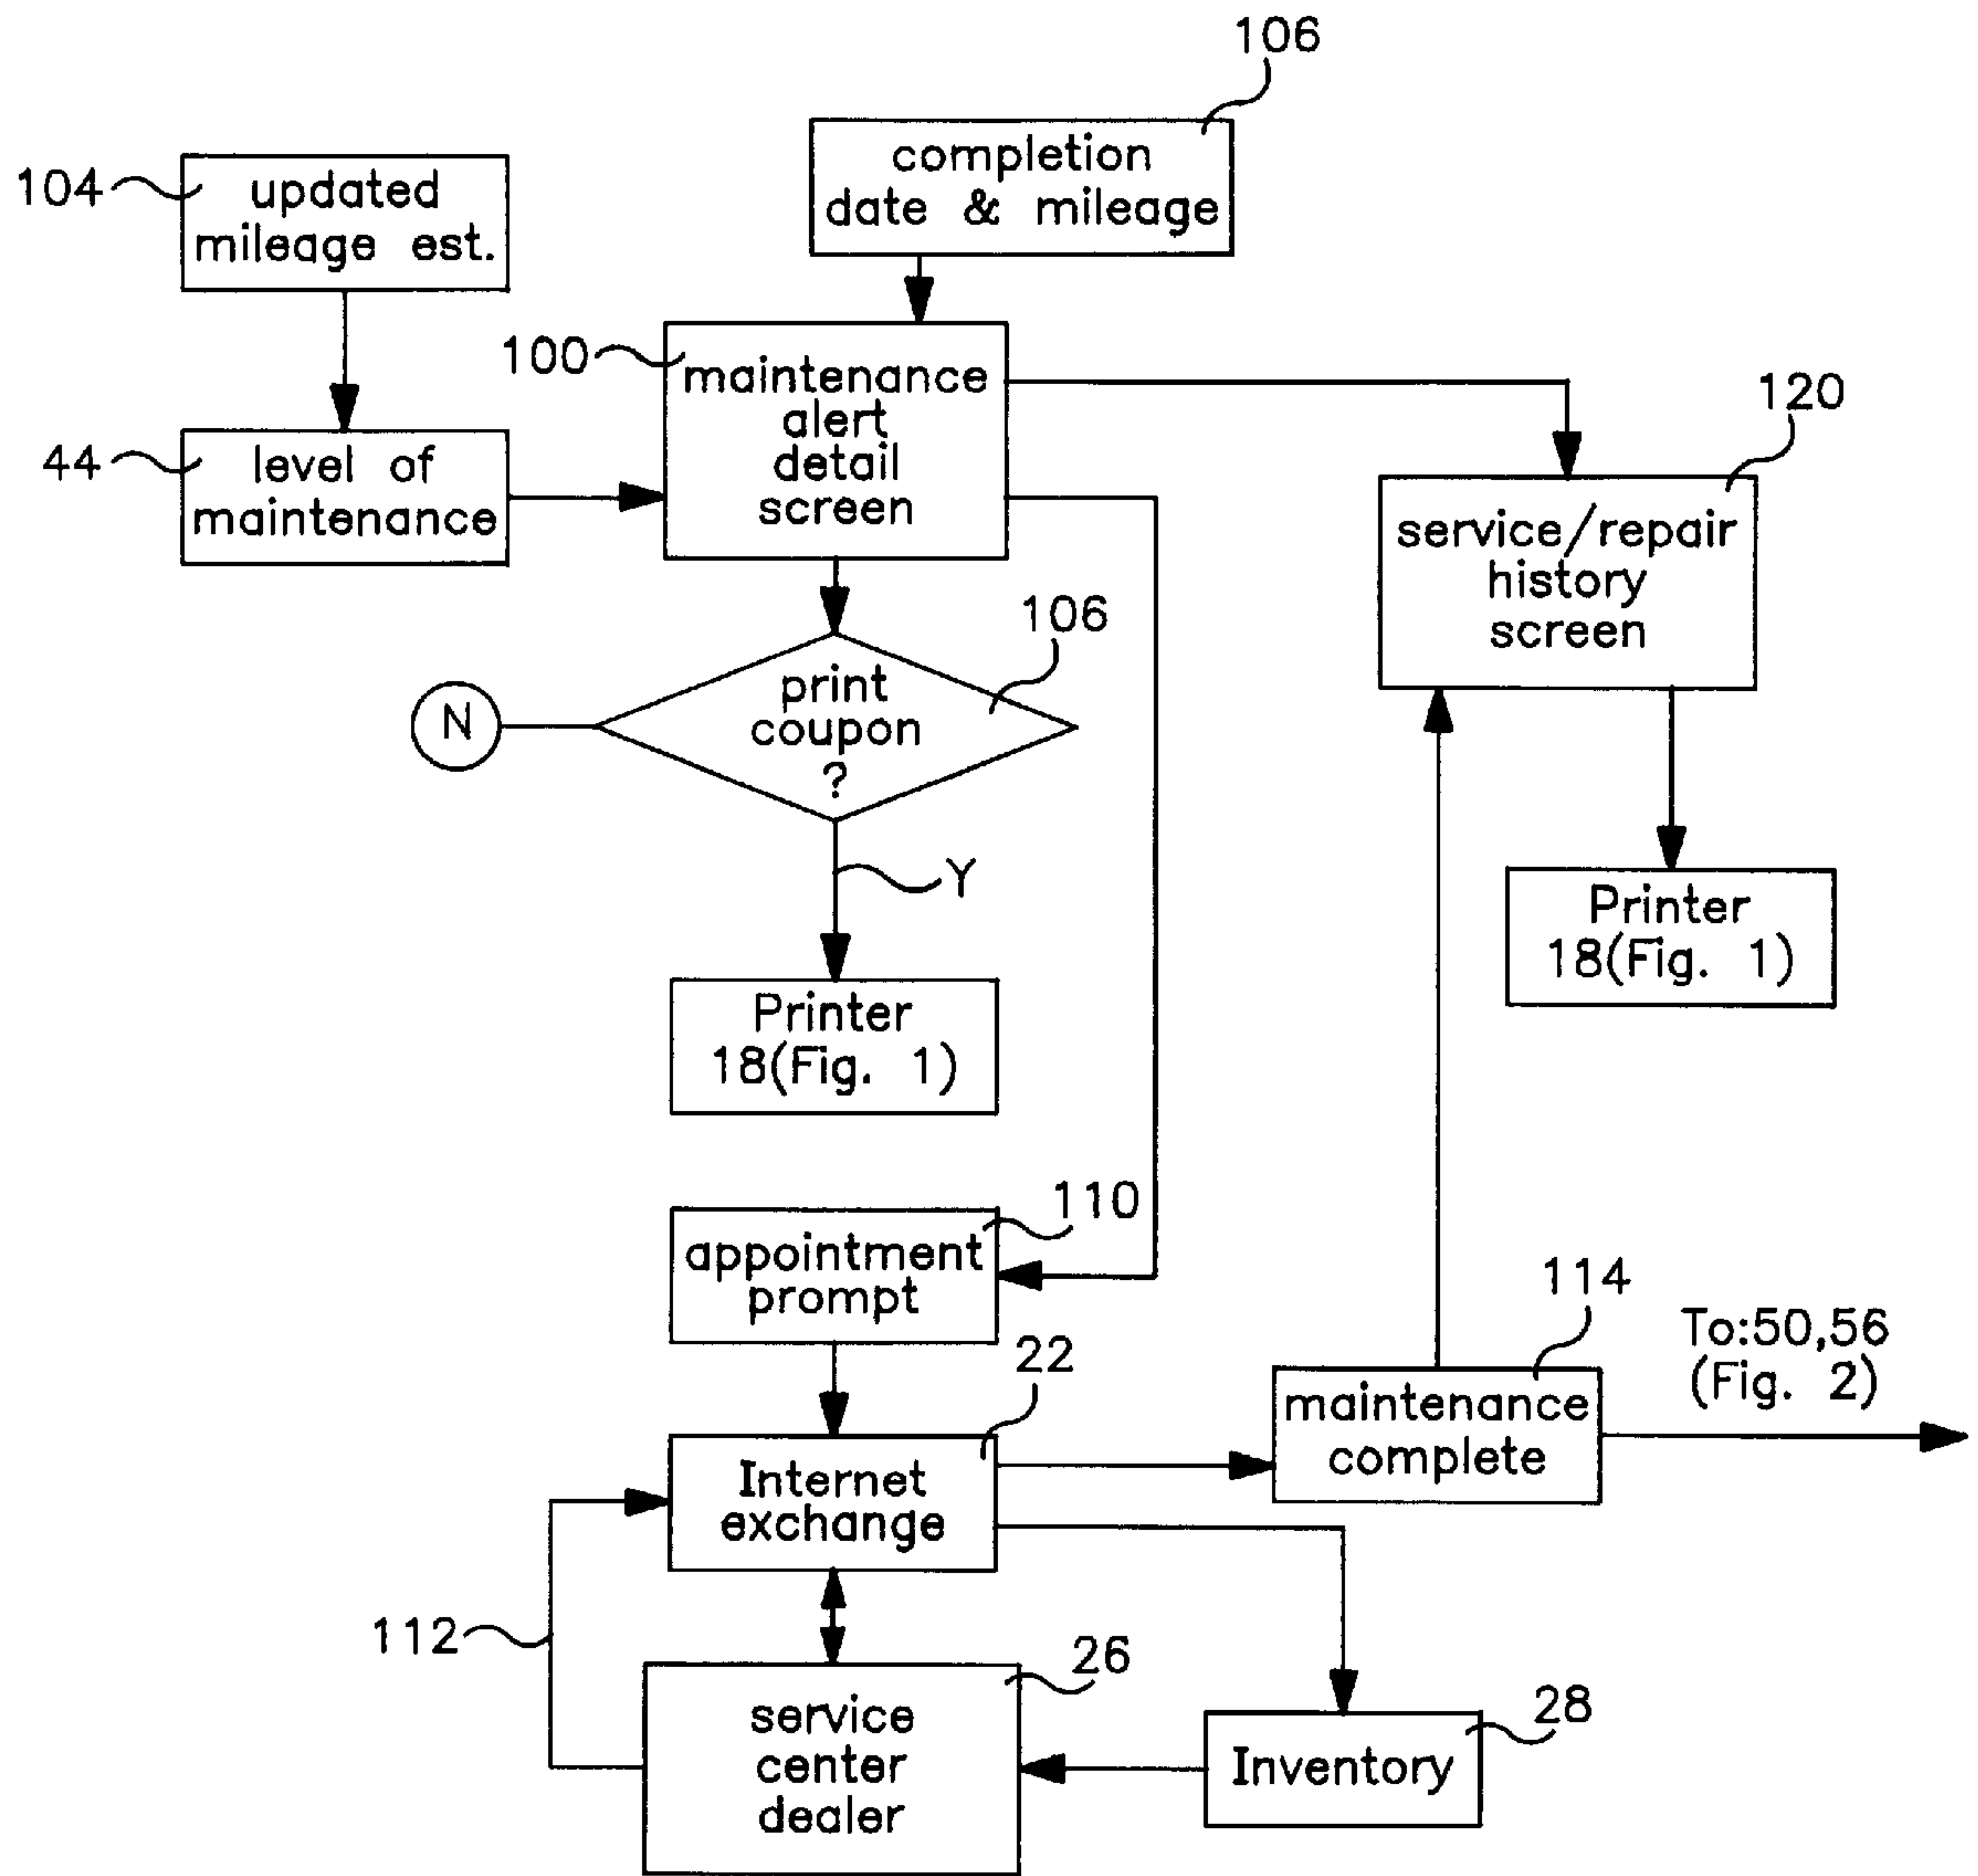 106
completion
date & mileage
104
updated
mileage est.
100
maintenance
alert
detail
screen
44
level of
maintenance
120
service/repair
history
screen
106
print
coupon
?
N
Y
Printer
18(Fig. 1)
Printer
18(Fig. 1)
110
appointment
prompt
22
Internet
exchange
114
maintenance
complete
To:50,56
(Fig. 2)
112
26
service
center
dealer
28
Inventory